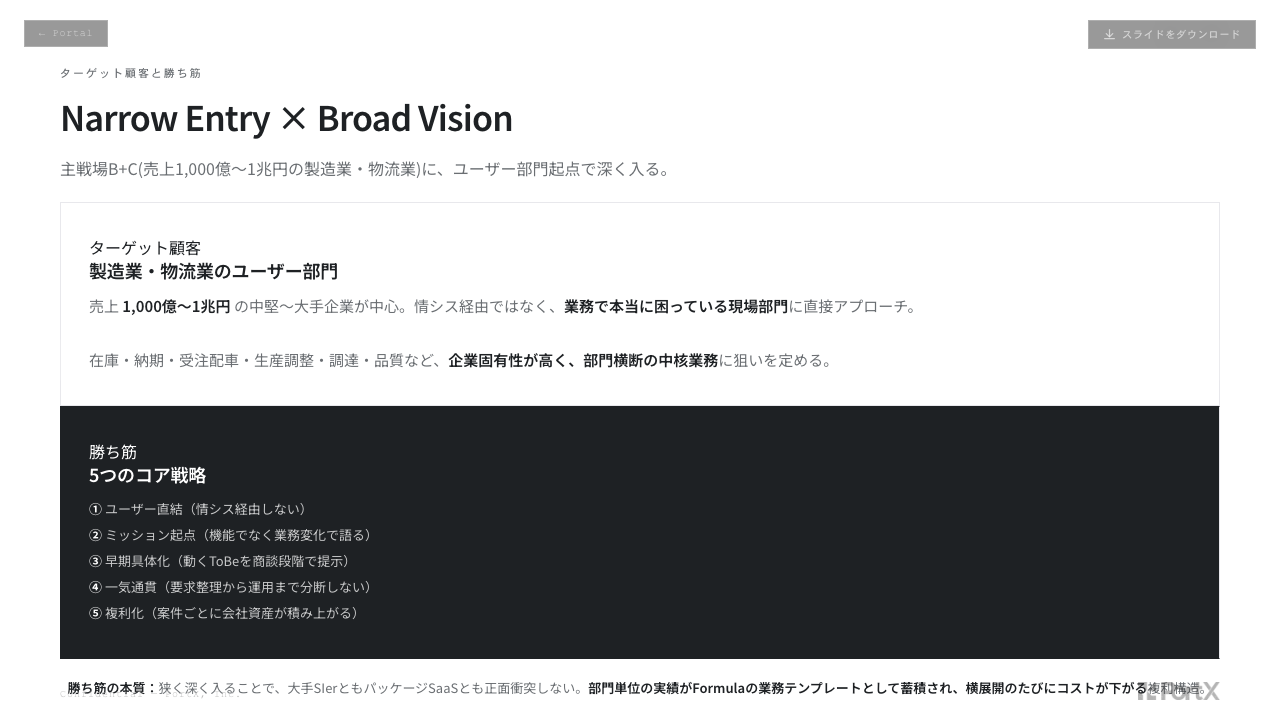 ← Portal
スライドをダウンロード
ターゲット顧客と勝ち筋
Narrow Entry × Broad Vision
主戦場B+C(売上1,000億〜1兆円の製造業・物流業)に、ユーザー部門起点で深く入る。
ターゲット顧客
製造業・物流業のユーザー部門
売上 1,000億〜1兆円 の中堅〜大手企業が中心。情シス経由ではなく、業務で本当に困っている現場部門に直接アプローチ。
在庫・納期・受注配車・生産調整・調達・品質など、企業固有性が高く、部門横断の中核業務に狙いを定める。
勝ち筋
5つのコア戦略
① ユーザー直結（情シス経由しない）
② ミッション起点（機能でなく業務変化で語る）
③ 早期具体化（動くToBeを商談段階で提示）
④ 一気通貫（要求整理から運用まで分断しない）
⑤ 複利化（案件ごとに会社資産が積み上がる）
勝ち筋の本質：狭く深く入ることで、大手SIerともパッケージSaaSとも正面衝突しない。部門単位の実績がFormulaの業務テンプレートとして蓄積され、横展開のたびにコストが下がる複利構造。